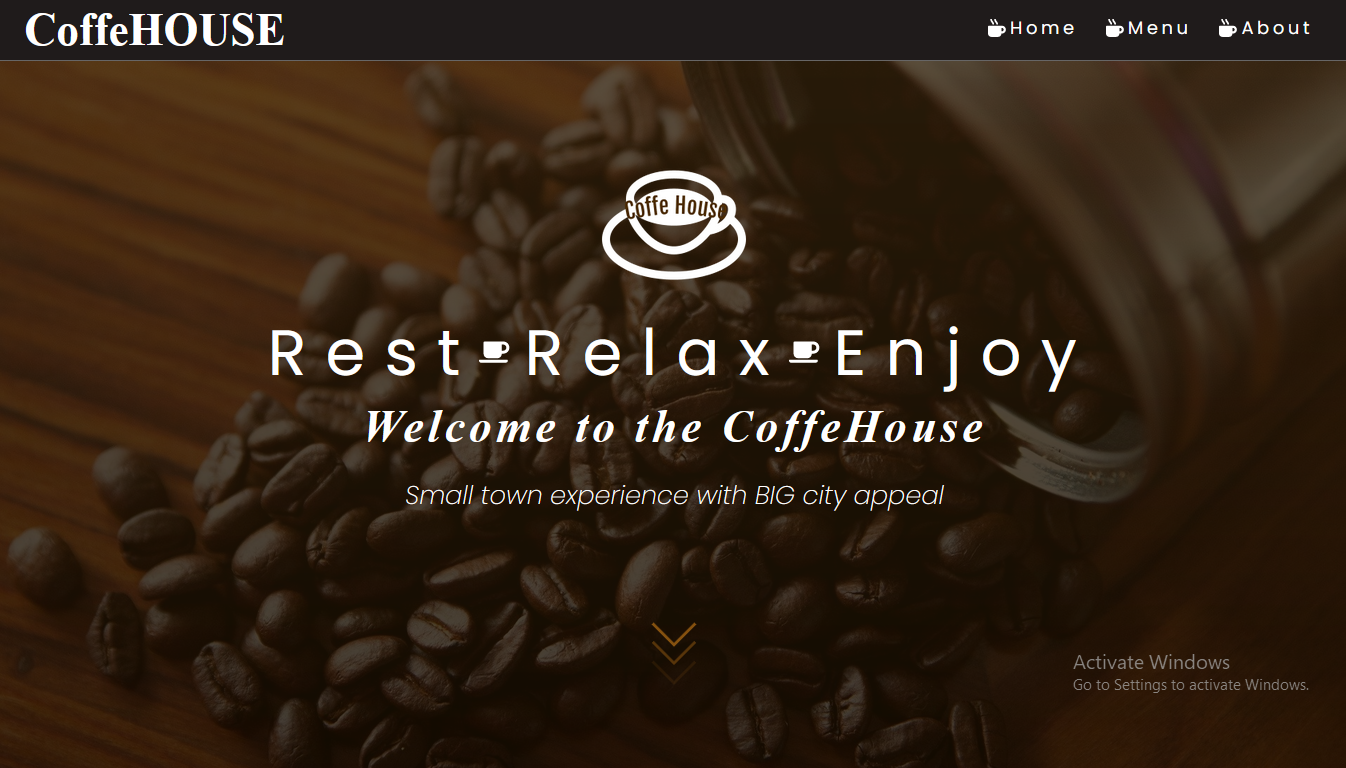 CoffeHOUSE
Home Menu About
Coffe House
Rest Relax Enjoy
Welcome to the CoffeHouse
Small town experience with BIG city appeal
Activate Windows
Go to Settings to activate Windows.